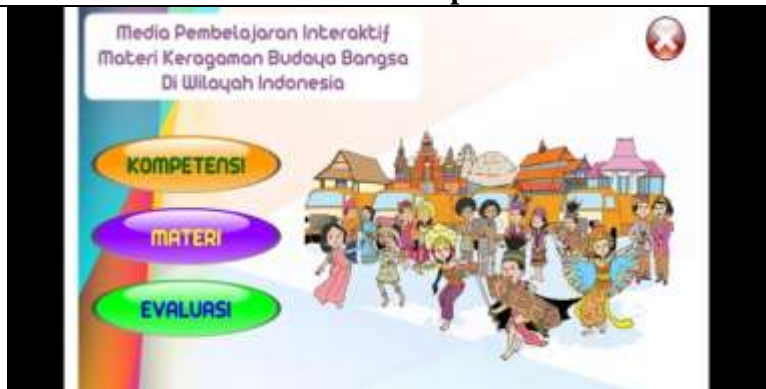 Media Pembelajaran Interaktif
Materi Keragaman Budaya Bangsa
Di Wilayah Indonesia
KOMPETENSI
MATERI
EVALUASI